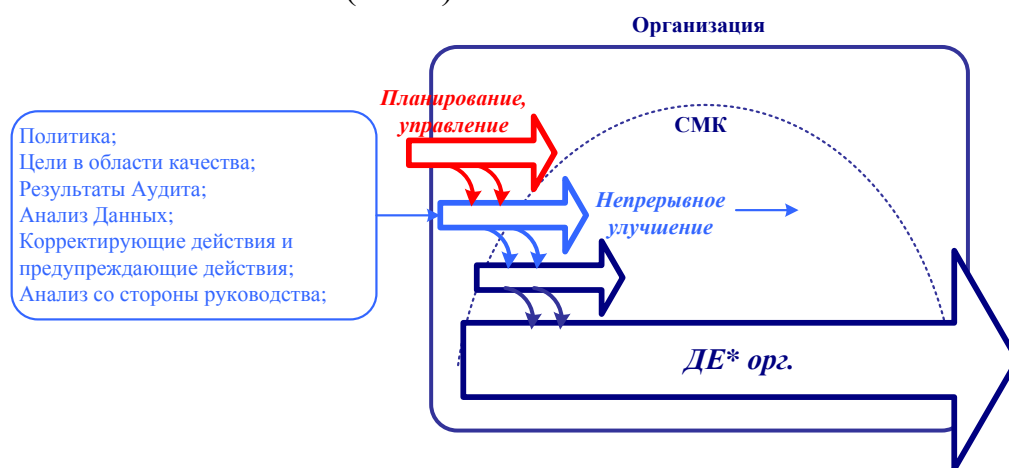 Организация
Планирование,
управление
СМК
Политика;
Цели в области качества;
Результаты Аудита;
Анализ Данных;
Корректирующие действия и
предупреждающие действия;
Анализ со стороны руководства;
Непрерывное
улучшение
ДЕ* орг.